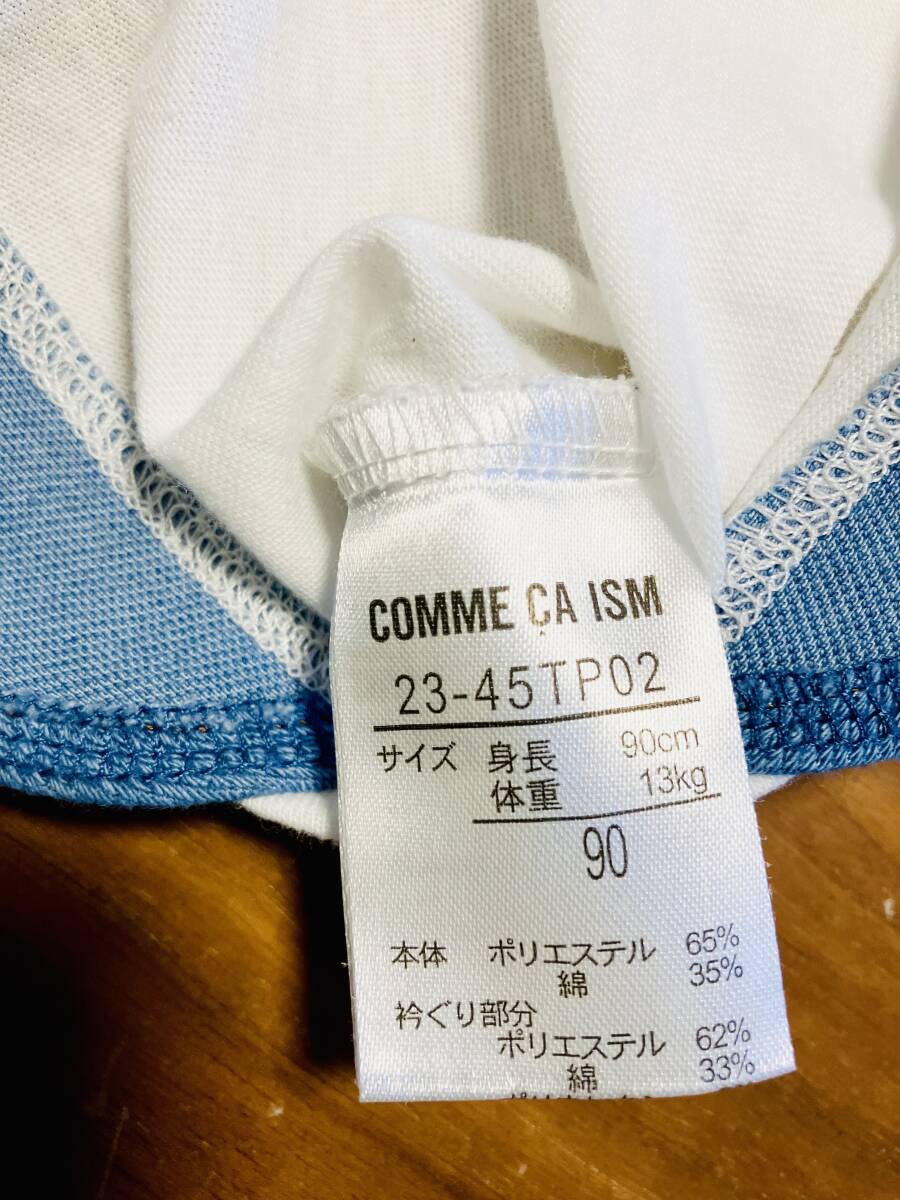 COMME ÇA ISM
23-45TP02
サイズ 身長 90cm
体重 13kg
90
本体 ポリエステル 65%
綿 35%
衿ぐり部分
ポリエステル 62%
綿 33%